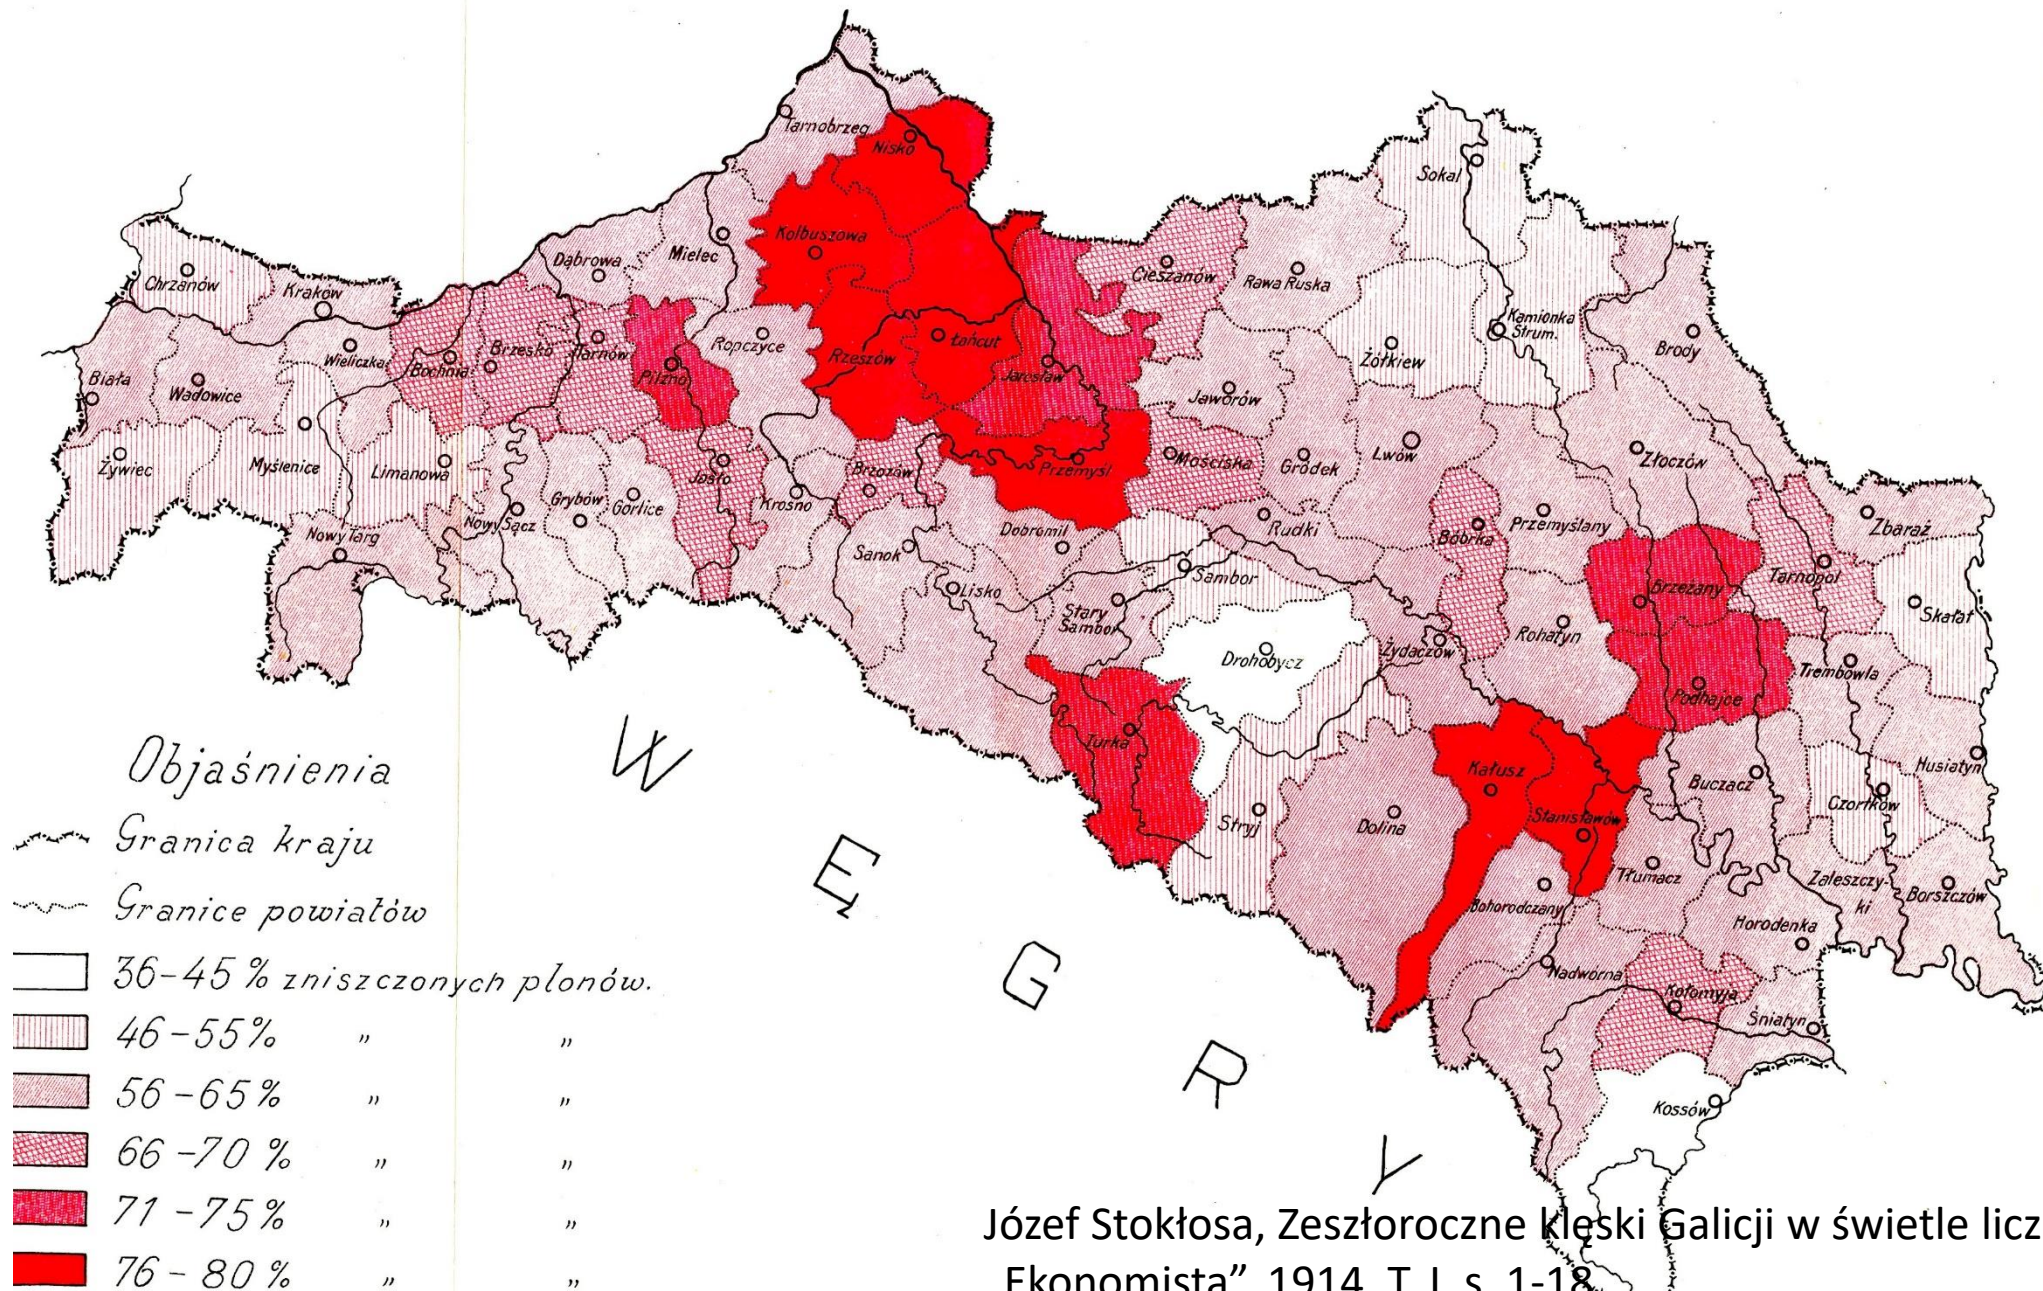 Tarnobrzeg
Nisko
Sokal
Kolbuszowa
Mielec
Dąbrowa
Chrzanów
Kraków
Cieszanów
Rawa Ruska
Kamionka
Strum.
Brody
Żółkiew
Wieliczka
Bochnia
Brzesko
Tarnów
Pilzno
Ropczyce
Rzeszów
Łańcut
Jarosław
Jaworów
Biała
Wadowice
Żywiec
Myślenice
Limanowa
Nowy Targ
Nowy Sącz
Grybów
Gorlice
Jasło
Krosno
Brzozów
Przemyśl
Mościska
Gródek
Lwów
Złoczów
Sanok
Dobromil
Rudki
Bóbrka
Przemyślany
Zbaraż
Tarnopol
Lisko
Sambor
Stary
Sambor
Drohobycz
Żydaczów
Rohatyn
Brzeżany
Skałat
Podhajce
Trembowla
Turka
Stryj
Dolina
Kałusz
Stanisławów
Buczacz
Czortków
Husiatyn
Tłumacz
Bohorodczany
Zaleszczy-
ki
Borszczów
Horodenka
Nadworna
Kołomyja
Śniatyn
Kossów
WĘGRY
Objaśnienia
Granica kraju
Granice powiatów
36-45% zniszczonych plonów.
46-55% " "
56-65% " "
66-70% " "
71-75% " "
76-80% " "
Józef Stokłosa, Zeszłoroczne klęski Galicji w świetle licz
Ekonomista”, 1914, T. I, s. 1-18